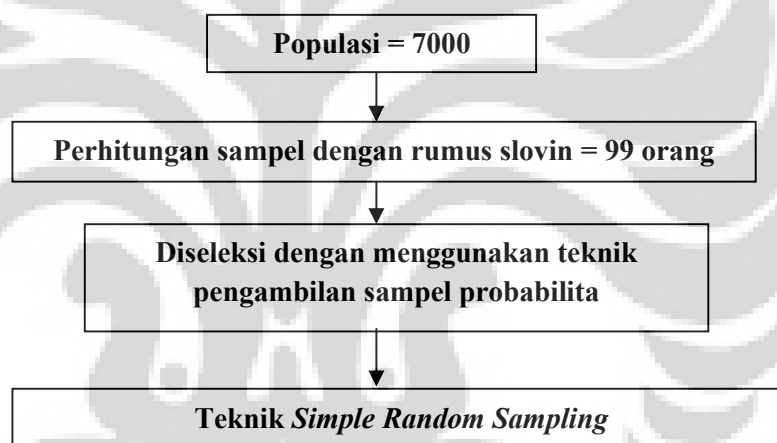 Populasi = 7000
Perhitungan sampel dengan rumus slovin = 99 orang
Diseleksi dengan menggunakan teknik
pengambilan sampel probabilita
Teknik Simple Random Sampling